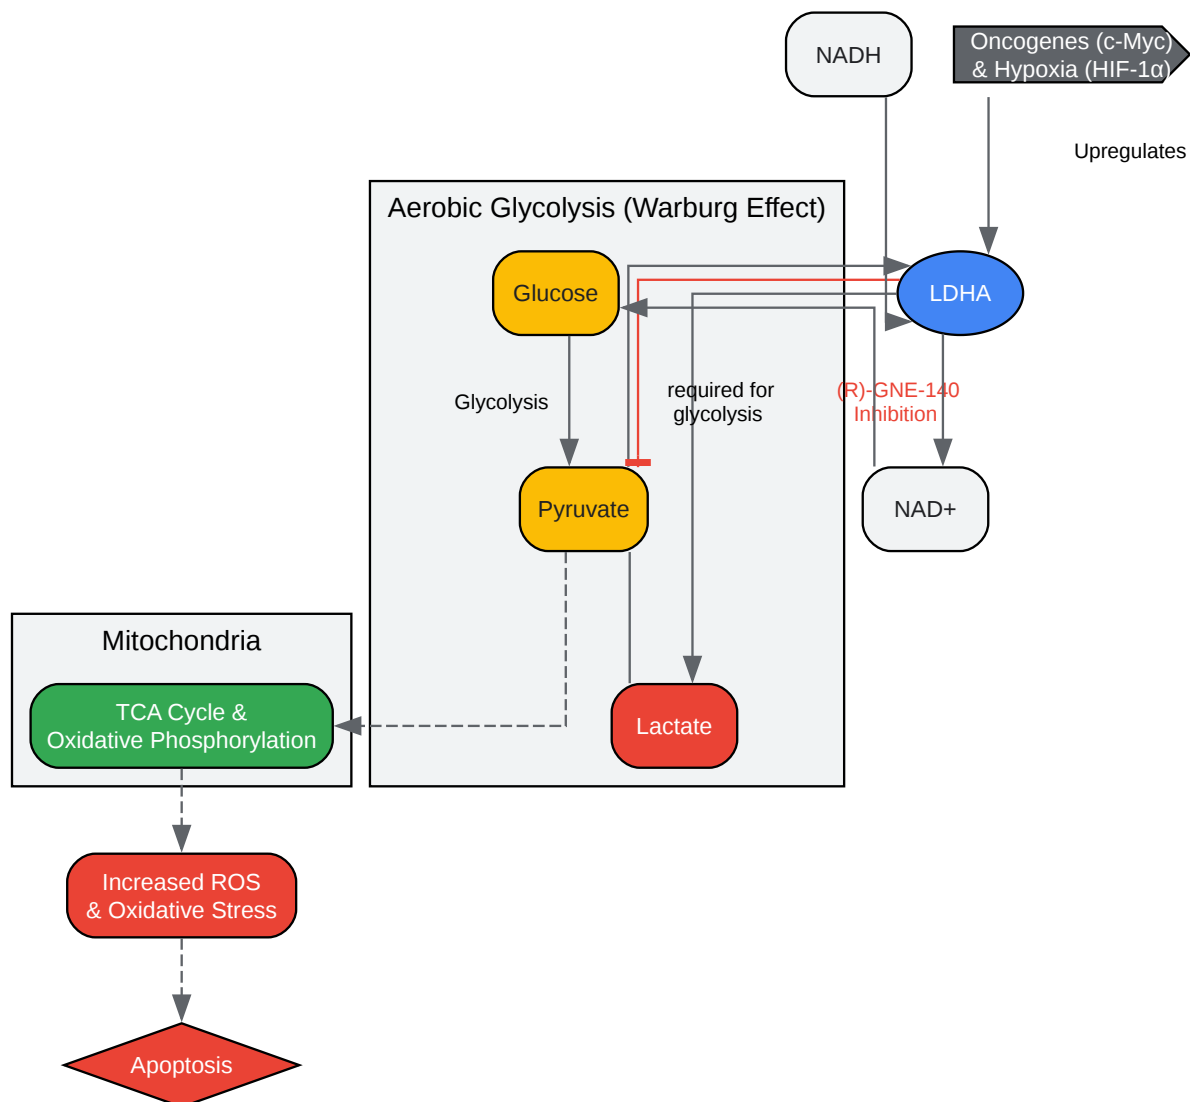 NADH
Oncogenes (c-Myc)
& Hypoxia (HIF-1α)
Upregulates
Aerobic Glycolysis (Warburg Effect)
Glucose
LDHA
Glycolysis
required for
glycolysis
(R)-GNE-140
Inhibition
Pyruvate
NAD+
Mitochondria
TCA Cycle &
Oxidative Phosphorylation
Lactate
Increased ROS
& Oxidative Stress
Apoptosis